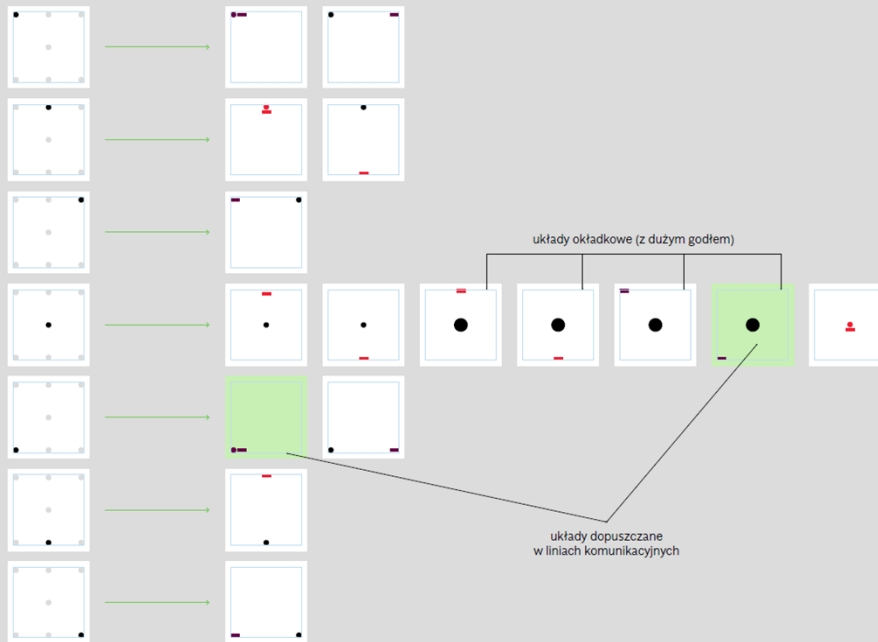 układy okładkowe (z dużym godłem)
układy dopuszczane
w liniach komunikacyjnych